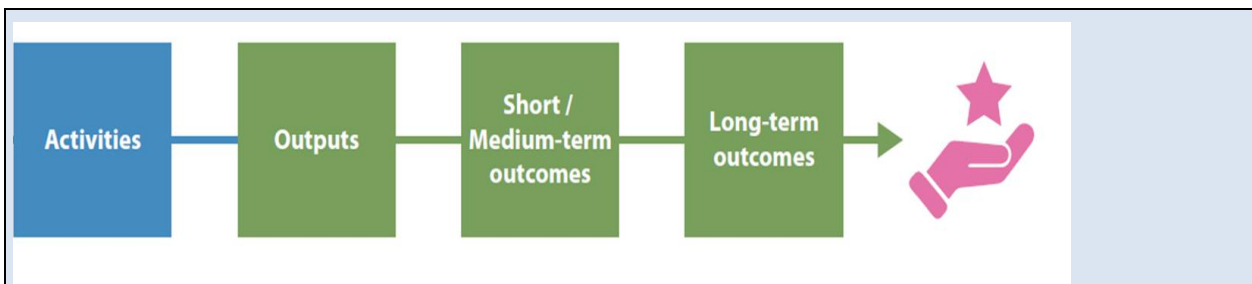 Activities
Outputs
Short /
Medium-term
outcomes
Long-term
outcomes